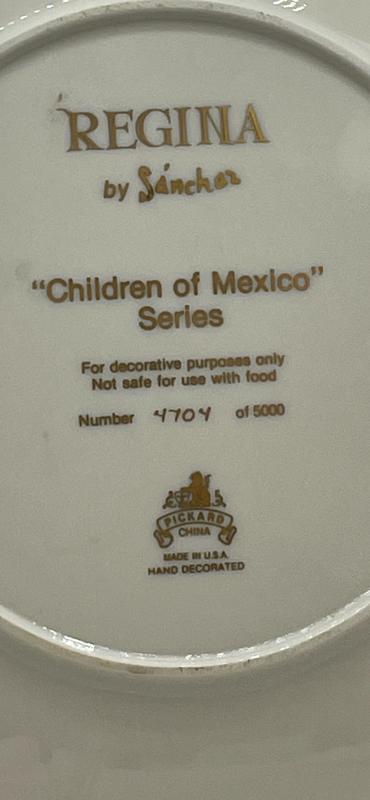 REGINA
by Sánchez
“Children of Mexico”
Series
For decorative purposes only
Not safe for use with food
Number 4704 of 5000
PICKARD
CHINA
MADE IN U.S.A.
HAND DECORATED